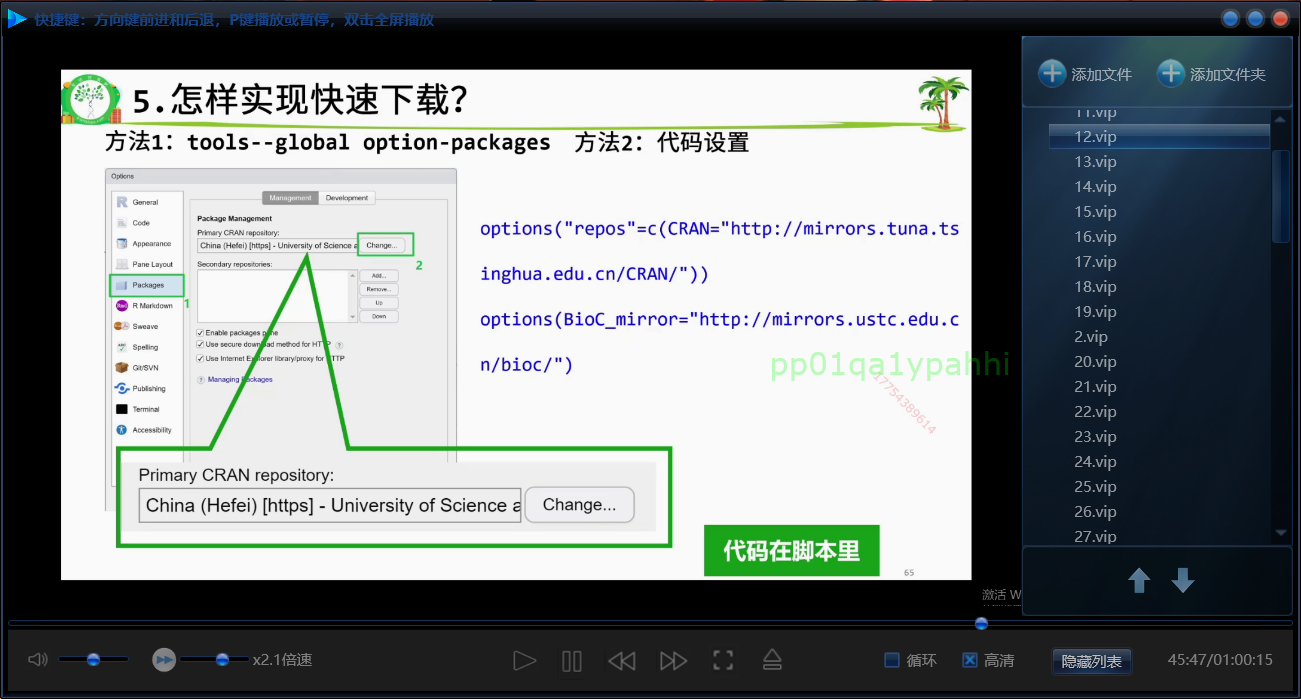 快捷键：方向键前进和后退，P键播放或暂停，双击全屏播放
5.怎样实现快速下载？
方法1：tools--global option-packages 方法2：代码设置
Options
General
Code
Appearance
Pane Layout
Packages
1
R Markdown
Sweave
Spelling
Git/SVN
Publishing
Terminal
Accessibility
Management Development
Package Management
Primary CRAN repository:
China (Hefei) [https] - University of Science a
Change...
2
Secondary repositories:
Add...
Remove...
Up
Down
Enable packages pane
Use secure download method for HTTP ?
Use Internet Explorer library/proxy for HTTP
? Managing Packages
options("repos"=c(CRAN="http://mirrors.tuna.ts
inghua.edu.cn/CRAN/"))
options(BioC_mirror="http://mirrors.ustc.edu.c
n/bioc/")
pp01qa1ypahhi
17754389614
Primary CRAN repository:
China (Hefei) [https] - University of Science a
Change...
代码在脚本里
65
添加文件 添加文件夹
11.vip
12.vip
13.vip
14.vip
15.vip
16.vip
17.vip
18.vip
19.vip
2.vip
20.vip
21.vip
22.vip
23.vip
24.vip
25.vip
26.vip
27.vip
激活 W
x2.1倍速
循环
高清
隐藏列表
45:47/01:00:15